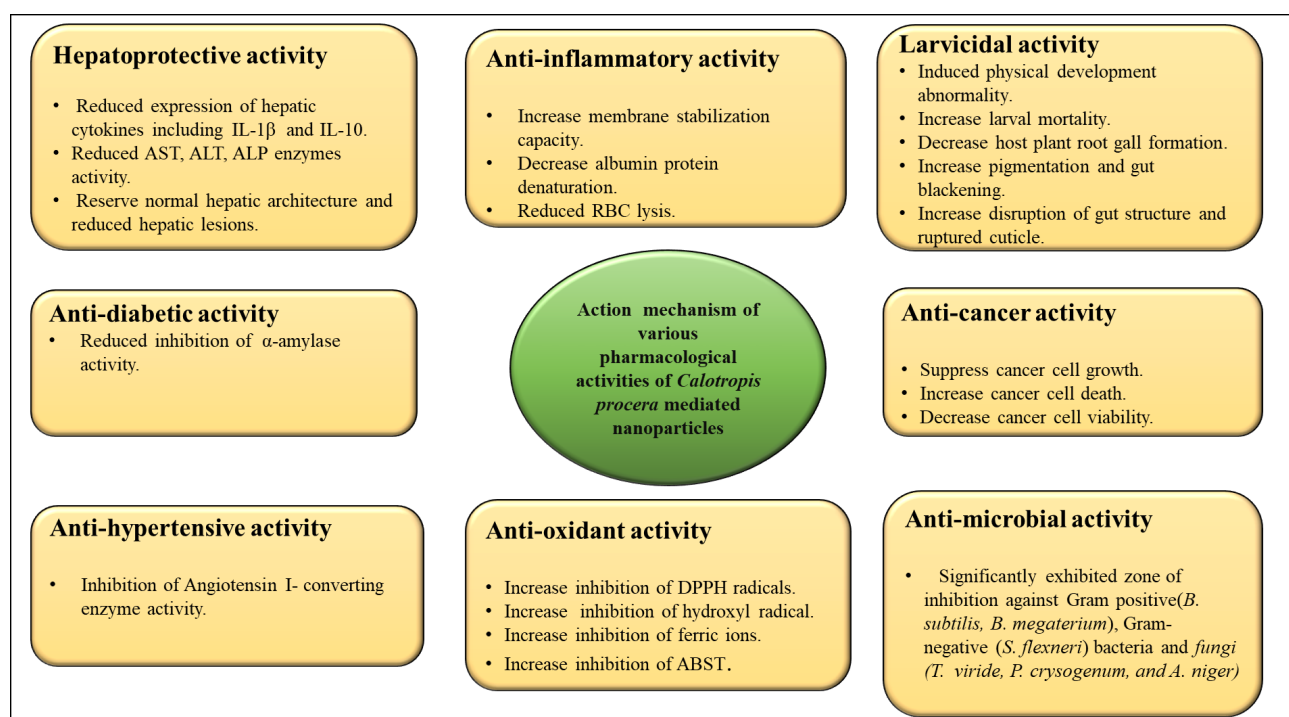 Hepatoprotective activity
• Reduced expression of hepatic
cytokines including IL-1β and IL-10.
• Reduced AST, ALT, ALP enzymes
activity.
• Reserve normal hepatic architecture and
reduced hepatic lesions.
Anti-inflammatory activity
• Increase membrane stabilization
capacity.
• Decrease albumin protein
denaturation.
• Reduced RBC lysis.
Larvicidal activity
• Induced physical development
abnormality.
• Increase larval mortality.
• Decrease host plant root gall formation.
• Increase pigmentation and gut
blackening.
• Increase disruption of gut structure and
ruptured cuticle.
Anti-diabetic activity
• Reduced inhibition of α-amylase
activity.
Action mechanism of
various
pharmacological
activities of Calotropis
procera mediated
nanoparticles
Anti-cancer activity
• Suppress cancer cell growth.
• Increase cancer cell death.
• Decrease cancer cell viability.
Anti-hypertensive activity
• Inhibition of Angiotensin I- converting
enzyme activity.
Anti-oxidant activity
• Increase inhibition of DPPH radicals.
• Increase inhibition of hydroxyl radical.
• Increase inhibition of ferric ions.
• Increase inhibition of ABST.
Anti-microbial activity
• Significantly exhibited zone of
inhibition against Gram positive(B.
subtilis, B. megaterium), Gram-
negative (S. flexneri) bacteria and fungi
(T. viride, P. crysogenum, and A. niger)